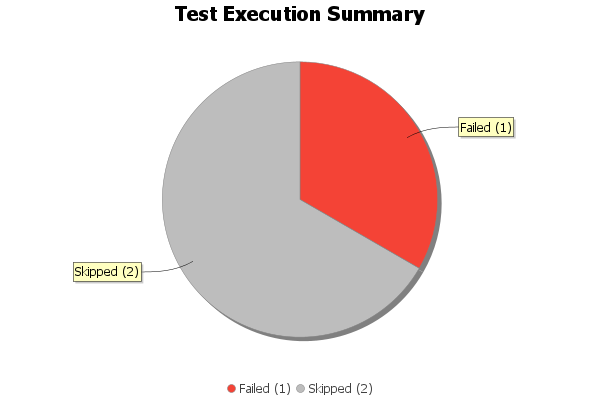 Test Execution Summary
Failed (1)
Skipped (2)
Failed (1) Skipped (2)